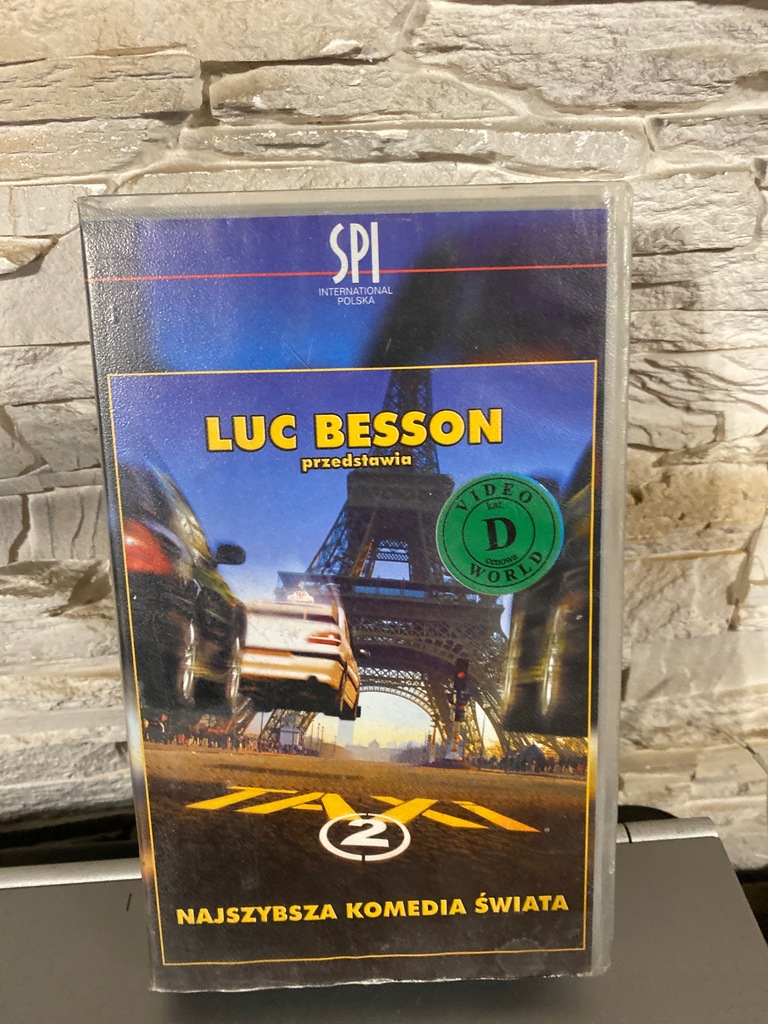 SPI
INTERNATIONAL
POLSKA
LUC BESSON
przedstawia
VIDEO
kat.
D
cenowa
WORLD
TAXI
2
NAJSZYBSZA KOMEDIA ŚWIATA